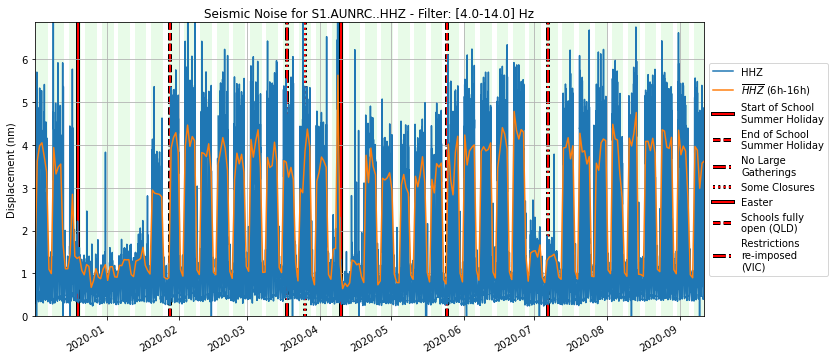 Seismic Noise for S1.AUNRC..HHZ - Filter: [4.0-14.0] Hz
Displacement (nm)
6
5
4
3
2
1
0
2020-01
2020-02
2020-03
2020-04
2020-05
2020-06
2020-07
2020-08
2020-09
HHZ
HHZ (6h-16h)
Start of School
Summer Holiday
End of School
Summer Holiday
No Large
Gatherings
Some Closures
Easter
Schools fully
open (QLD)
Restrictions
re-imposed
(VIC)